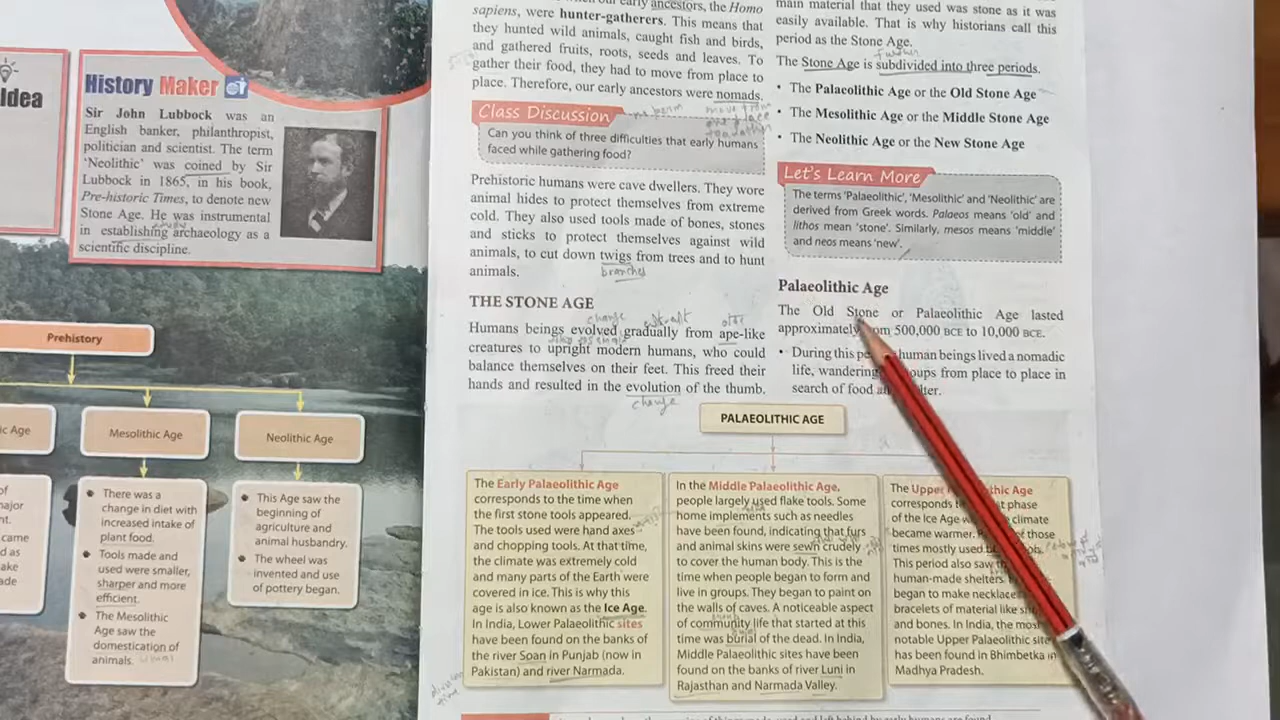 Idea
History Maker
Sir John Lubbock was an
English banker, philanthropist,
politician and scientist. The term
'Neolithic' was coined by Sir
Lubbock in 1865, in his book,
Pre-historic Times, to denote new
Stone Age. He was instrumental
in establishing archaeology as a
scientific discipline.
Prehistory
ic Age
Mesolithic Age
Neolithic Age
There was a
change in diet with
increased intake of
plant food.
Tools made and
used were smaller,
sharper and more
efficient.
The Mesolithic
Age saw the
domestication of
animals.
This Age saw the
beginning of
agriculture and
animal husbandry.
The wheel was
invented and use
of pottery began.
our early ancestors, the Homo
sapiens, were hunter-gatherers. This means that
they hunted wild animals, caught fish and birds,
and gathered fruits, roots, seeds and leaves. To
gather their food, they had to move from place to
place. Therefore, our early ancestors were nomads.
Class Discussion
Can you think of three difficulties that early humans
faced while gathering food?
Prehistoric humans were cave dwellers. They wore
animal hides to protect themselves from extreme
cold. They also used tools made of bones, stones
and sticks to protect themselves against wild
animals, to cut down twigs from trees and to hunt
animals.
branches
THE STONE AGE
change
Humans beings evolved gradually from ape-like
creatures to upright modern humans, who could
balance themselves on their feet. This freed their
hands and resulted in the evolution of the thumb.
change
main material that they used was stone as it was
easily available. That is why historians call this
period as the Stone Age.
further
The Stone Age is subdivided into three periods.
• The Palaeolithic Age or the Old Stone Age
• The Mesolithic Age or the Middle Stone Age
• The Neolithic Age or the New Stone Age
Let's Learn More
The terms 'Palaeolithic', 'Mesolithic' and 'Neolithic' are
derived from Greek words. Palaeos means 'old' and
lithos mean 'stone'. Similarly, mesos means 'middle'
and neos means 'new'.
Palaeolithic Age
The Old Stone or Palaeolithic Age lasted
approximately 500,000 BCE to 10,000 BCE.
• During this human beings lived a nomadic
life, wandering from place to place in
search of food
PALAEOLITHIC AGE
The Early Palaeolithic Age
corresponds to the time when
the first stone tools appeared.
The tools used were hand axes
and chopping tools. At that time,
the climate was extremely cold
and many parts of the Earth were
covered in ice. This is why this
age is also known as the Ice Age.
In India, Lower Palaeolithic sites
have been found on the banks of
the river Soan in Punjab (now in
Pakistan) and river Narmada.
In the Middle Palaeolithic Age,
people largely used flake tools. Some
home implements such as needles
have been found, indicating that furs
and animal skins were sewn crudely
to cover the human body. This is the
time when people began to form and
live in groups. They began to paint on
the walls of caves. A noticeable aspect
of community life that started at this
time was burial of the dead. In India,
Middle Palaeolithic sites have been
found on the banks of river Luni in
Rajasthan and Narmada Valley.
The Upper Age
corresponds phase
of the Ice Age climate
became warmer. of those
times mostly used
This period also saw
human-made shelters.
began to make necklace
bracelets of material like
and bones. In India, the most
notable Upper Palaeolithic site
has been found in Bhimbetka in
Madhya Pradesh.